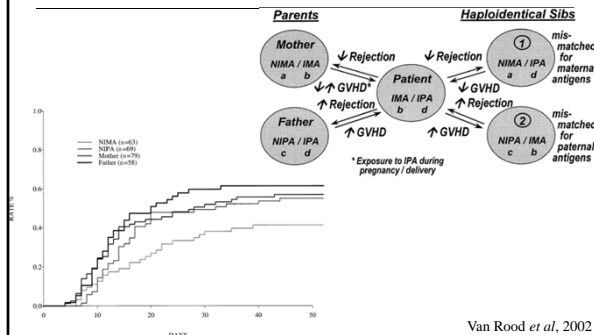 Parents
Haploidentical Sibs
Mother
NIMA / IMA
a b
↓ Rejection
↓ Rejection
①
NIMA / IPA
a d
mis-
matched
for
maternal
antigens
↓↑ GVHD*
Patient
IMA / IPA
b d
↓ GVHD
↑ Rejection
↑ Rejection
Father
NIPA / IPA
c d
↑ GVHD
↑ GVHD
②
NIPA / IMA
c b
mis-
matched
for
paternal
antigens
* Exposure to IPA during
pregnancy / delivery
NIMA (n=63)
NIPA (n=69)
Mother (n=79)
Father (n=58)
1.0
0.8
0.6
0.4
0.2
0.0
RATE %
0
10
20
30
40
50
DAYS
Van Rood et al, 2002